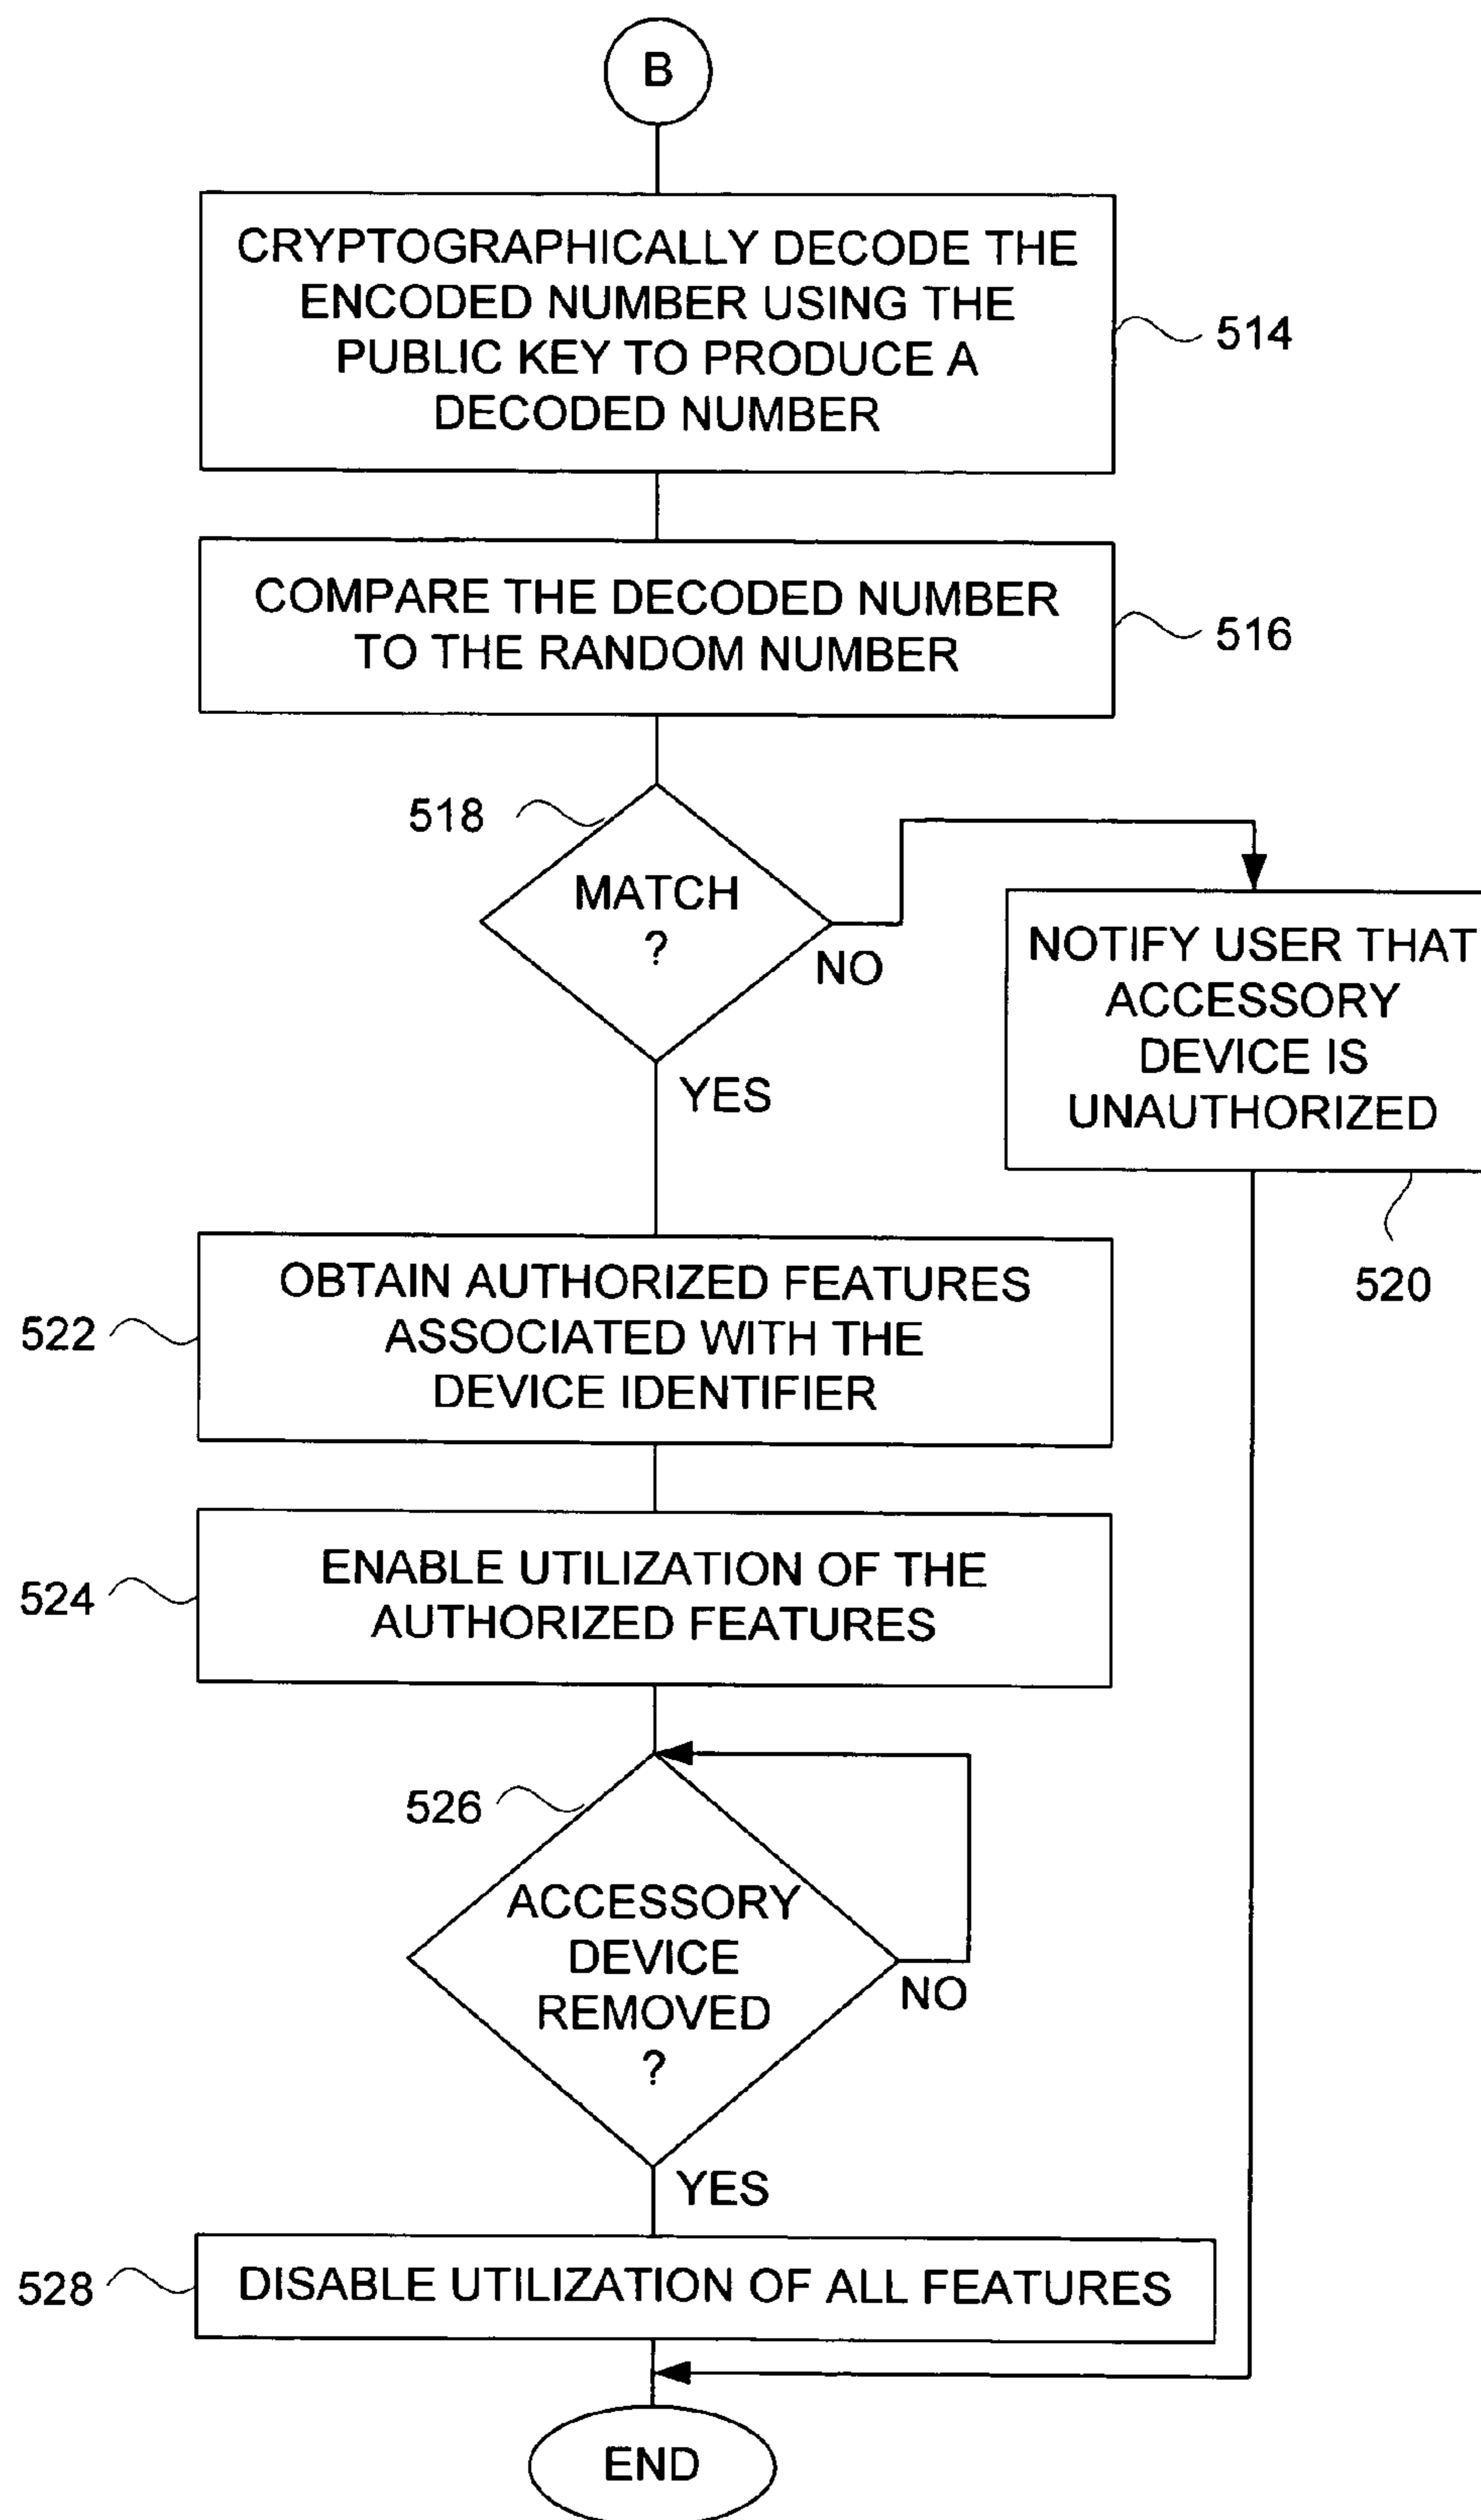 B
CRYPTOGRAPHICALLY DECODE THE
ENCODED NUMBER USING THE
PUBLIC KEY TO PRODUCE A
DECODED NUMBER
514
COMPARE THE DECODED NUMBER
TO THE RANDOM NUMBER
516
518
MATCH
?
NO
YES
NOTIFY USER THAT
ACCESSORY
DEVICE IS
UNAUTHORIZED
520
522
OBTAIN AUTHORIZED FEATURES
ASSOCIATED WITH THE
DEVICE IDENTIFIER
524
ENABLE UTILIZATION OF THE
AUTHORIZED FEATURES
526
ACCESSORY
DEVICE
REMOVED
?
NO
YES
528
DISABLE UTILIZATION OF ALL FEATURES
END